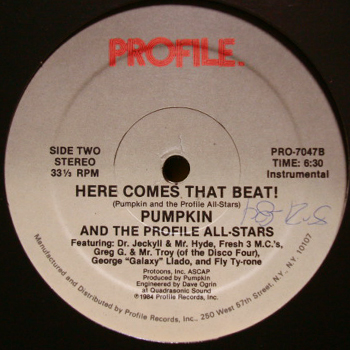 PROFILE.
SIDE TWO
STEREO
33⅓ RPM
PRO-7047B
TIME: 6:30
Instrumental
HERE COMES THAT BEAT!
(Pumpkin and the Profile All-Stars)
PUMPKIN
AND THE PROFILE ALL-STARS
Featuring: Dr. Jeckyll & Mr. Hyde, Fresh 3 M.C.'s,
Greg G. & Mr. Troy (of the Disco Four),
George "Galaxy" Llado, and Fly Ty-rone
Protoons, Inc. ASCAP
Produced by Pumpkin
Engineered by Dave Ogrin
at Quadrasonic Sound
℗1984 Profile Records, Inc.
Manufactured and Distributed by Profile Records, Inc., 250 West 57th Street, N.Y., N.Y. 10107